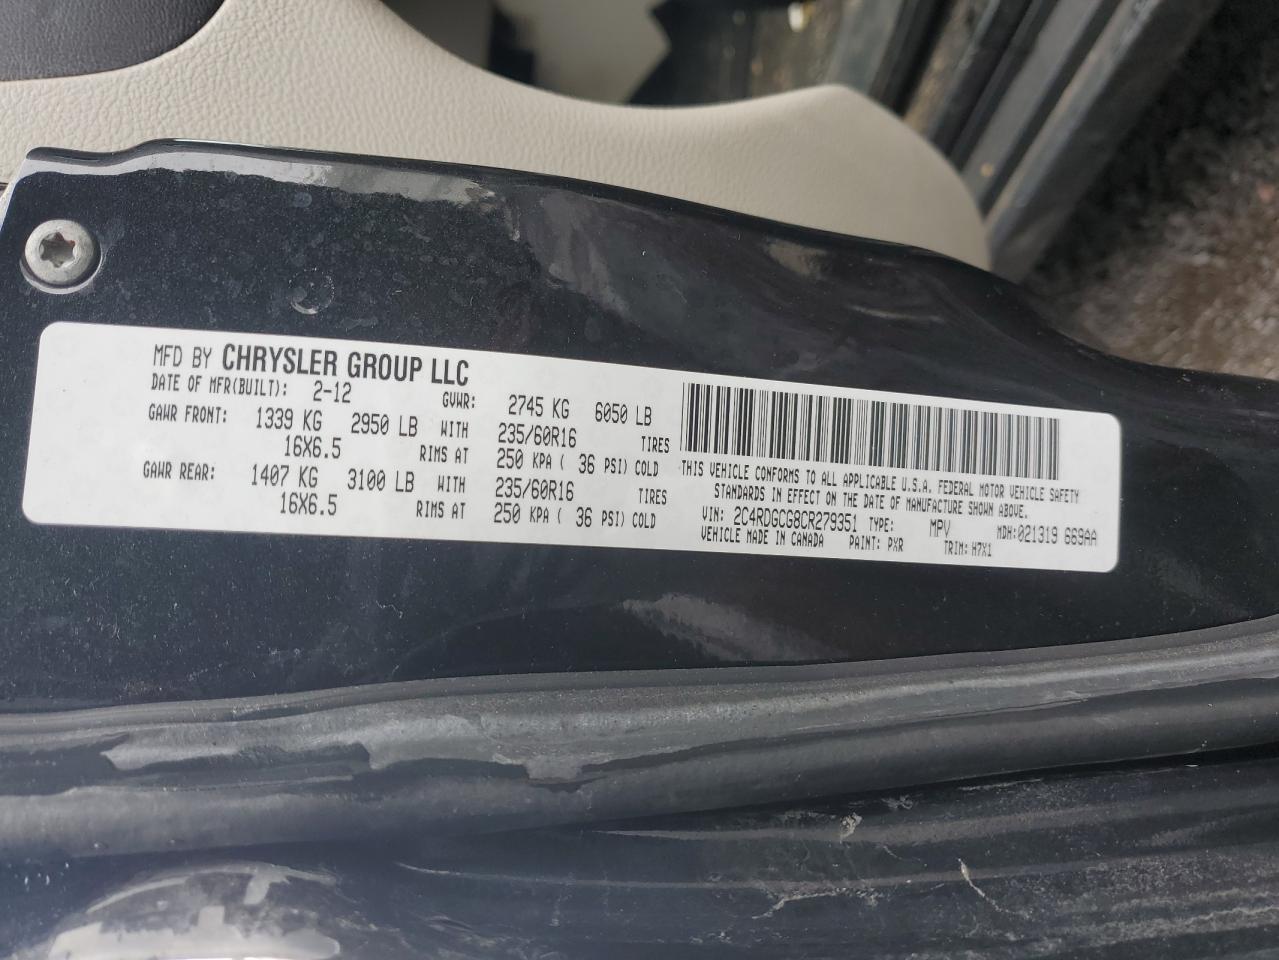 MFD BY CHRYSLER GROUP LLC
DATE OF MFR(BUILT): 2-12 GVWR: 2745 KG 6050 LB
GAWR FRONT: 1339 KG 2950 LB WITH 235/60R16 TIRES
16X6.5 RIMS AT 250 KPA ( 36 PSI) COLD
GAWR REAR: 1407 KG 3100 LB WITH 235/60R16 TIRES
16X6.5 RIMS AT 250 KPA ( 36 PSI) COLD
THIS VEHICLE CONFORMS TO ALL APPLICABLE U.S.A. FEDERAL MOTOR VEHICLE SAFETY
STANDARDS IN EFFECT ON THE DATE OF MANUFACTURE SHOWN ABOVE.
VIN: 2C4RDGCG8CR279351 TYPE: MPV MDH:021319 669AA
VEHICLE MADE IN CANADA PAINT: PXR TRIM: H7X1